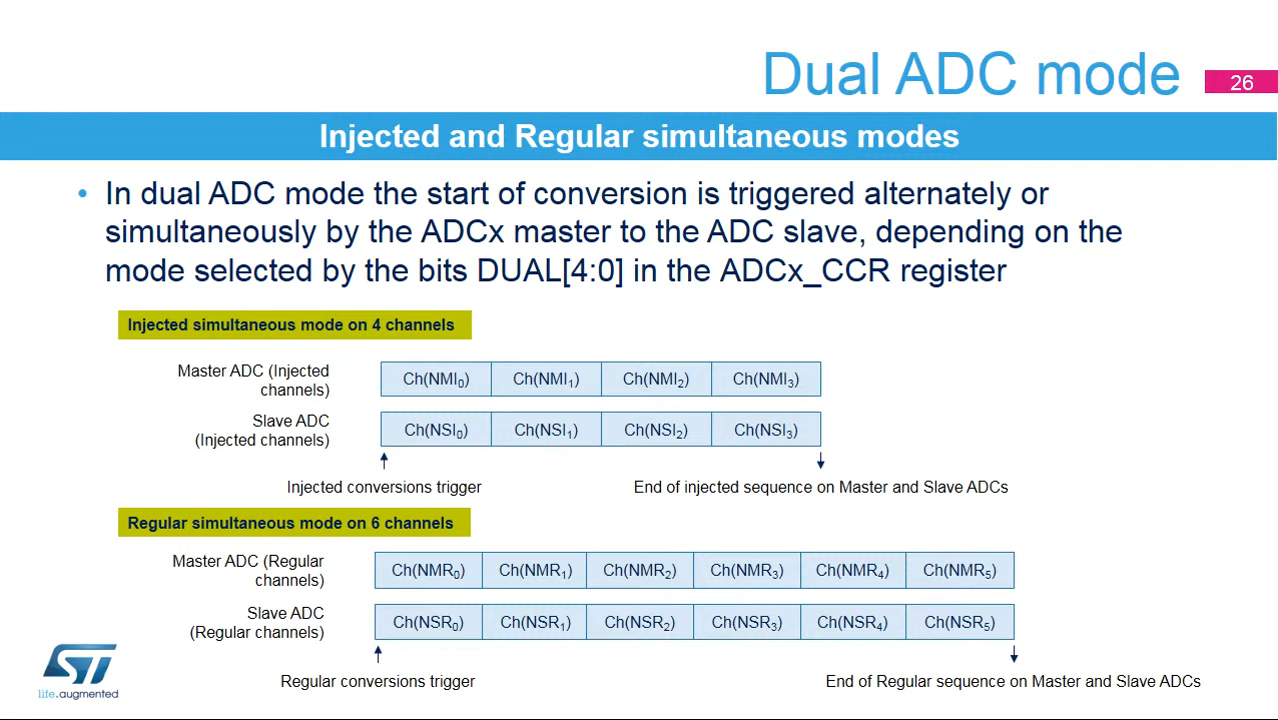 Dual ADC mode
26
Injected and Regular simultaneous modes
• In dual ADC mode the start of conversion is triggered alternately or
simultaneously by the ADCx master to the ADC slave, depending on the
mode selected by the bits DUAL[4:0] in the ADCx_CCR register
Injected simultaneous mode on 4 channels
Master ADC (Injected
channels)
Ch(NMI₀) Ch(NMI₁) Ch(NMI₂) Ch(NMI₃)
Slave ADC
(Injected channels)
Ch(NSI₀) Ch(NSI₁) Ch(NSI₂) Ch(NSI₃)
Injected conversions trigger
End of injected sequence on Master and Slave ADCs
Regular simultaneous mode on 6 channels
Master ADC (Regular
channels)
Ch(NMR₀) Ch(NMR₁) Ch(NMR₂) Ch(NMR₃) Ch(NMR₄) Ch(NMR₅)
Slave ADC
(Regular channels)
Ch(NSR₀) Ch(NSR₁) Ch(NSR₂) Ch(NSR₃) Ch(NSR₄) Ch(NSR₅)
Regular conversions trigger
End of Regular sequence on Master and Slave ADCs
ST
life.augmented